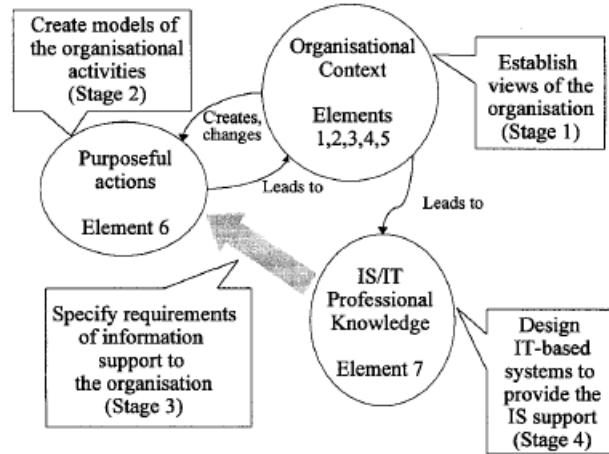 Create models of
the organisational
activities
(Stage 2)
Organisational
Context
Elements
1,2,3,4,5
Establish
views of the
organisation
(Stage 1)
Creates,
changes
Purposeful
actions
Element 6
Leads to
Leads to
IS/IT
Professional
Knowledge
Element 7
Specify requirements
of information
support to
the organisation
(Stage 3)
Design
IT-based
systems to
provide the
IS support
(Stage 4)